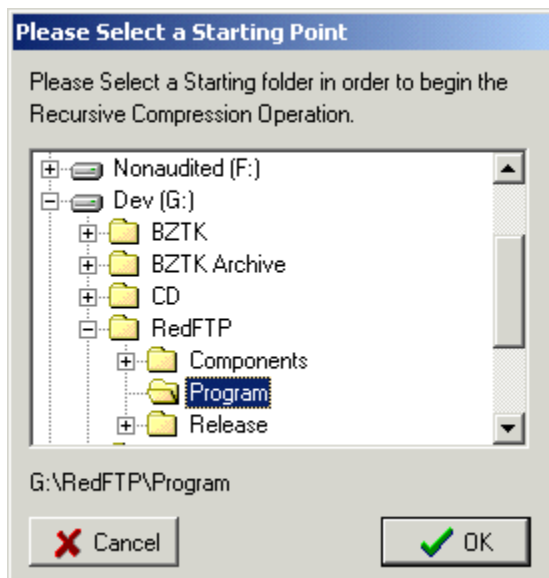 Please Select a Starting Point
Please Select a Starting folder in order to begin the
Recursive Compression Operation.
Nonaudited (F:)
Dev (G:)
BZTK
BZTK Archive
CD
RedFTP
Components
Program
Release
G:\RedFTP\Program
Cancel OK